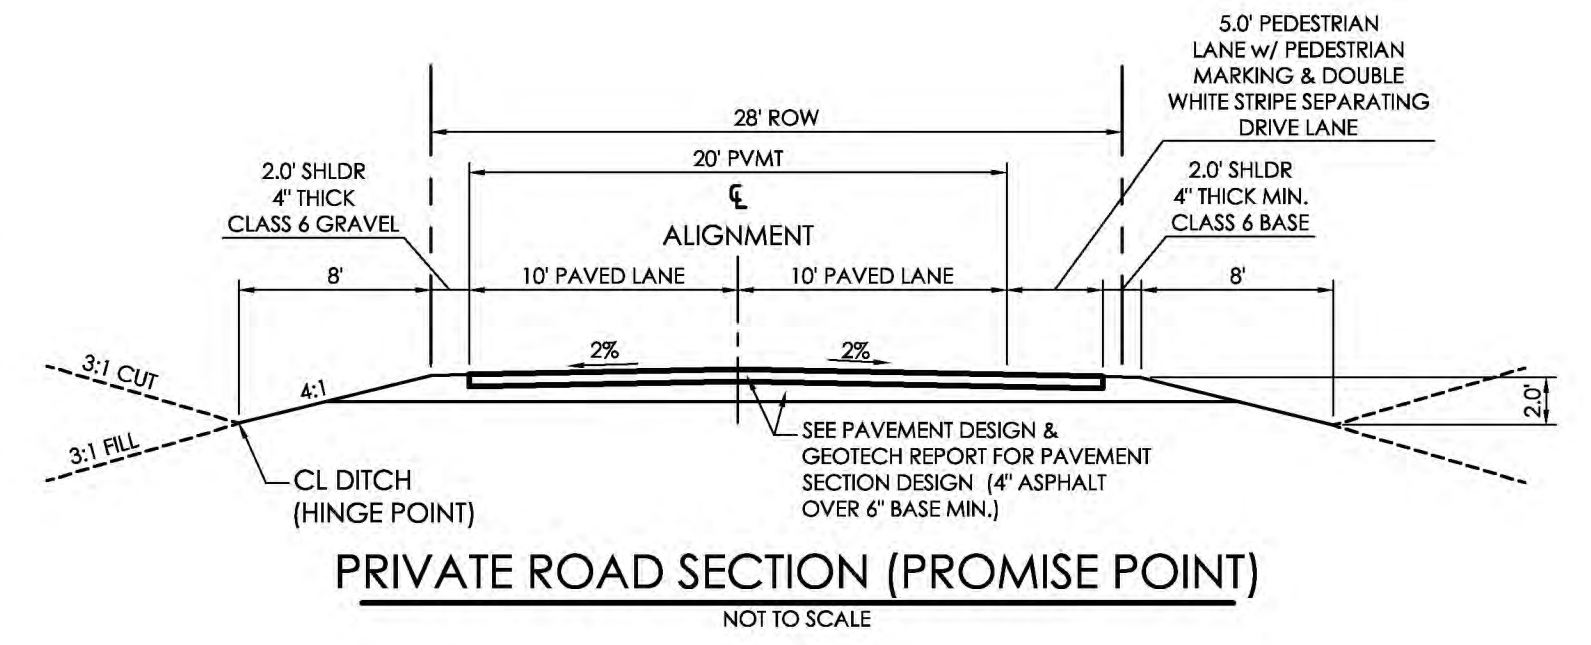 5.0' PEDESTRIAN
LANE w/ PEDESTRIAN
MARKING & DOUBLE
WHITE STRIPE SEPARATING
DRIVE LANE
28' ROW
20' PVMT
2.0' SHLDR
4" THICK
CLASS 6 GRAVEL
2.0' SHLDR
4" THICK MIN.
CLASS 6 BASE
CL
ALIGNMENT
8'
10' PAVED LANE
10' PAVED LANE
8'
2%
2%
3:1 CUT
4:1
3:1 FILL
2.0'
CL DITCH
(HINGE POINT)
SEE PAVEMENT DESIGN &
GEOTECH REPORT FOR PAVEMENT
SECTION DESIGN (4" ASPHALT
OVER 6" BASE MIN.)
PRIVATE ROAD SECTION (PROMISE POINT)
NOT TO SCALE